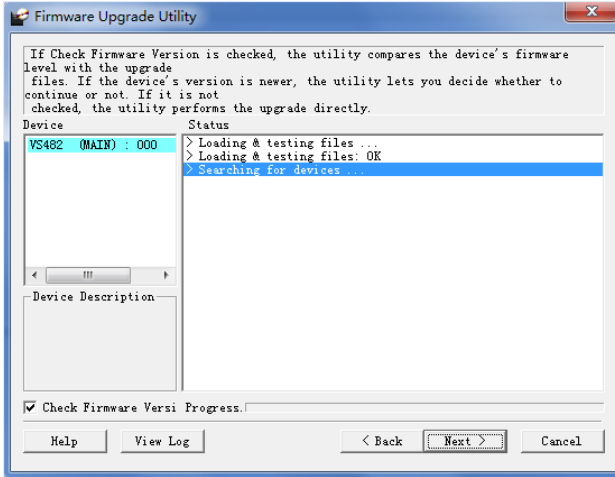 Firmware Upgrade Utility
If Check Firmware Version is checked, the utility compares the device's firmware
level with the upgrade
files. If the device's version is newer, the utility lets you decide whether to
continue or not. If it is
not
checked, the utility performs the upgrade directly.
Device
Status
VS482 (MAIN) : 000
> Loading & testing files ...
> Loading & testing files: OK
> Searching for devices ...
Device Description
Check Firmware Versi Progress.
Help View Log < Back Next > Cancel